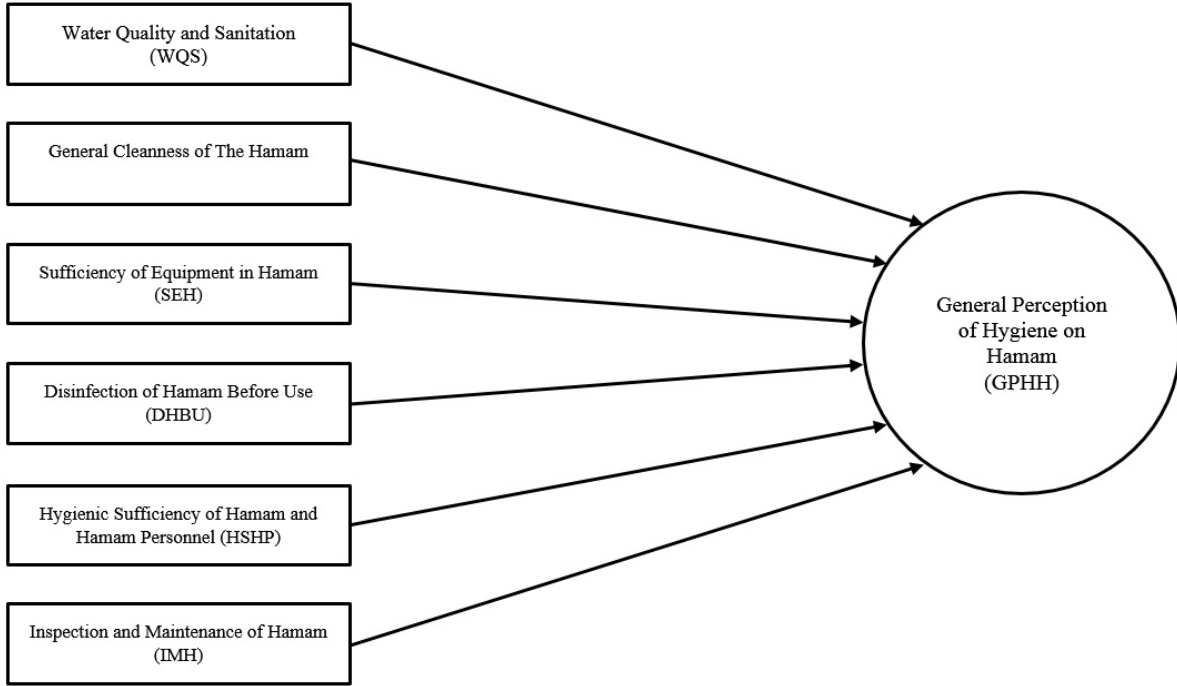 Water Quality and Sanitation
(WQS)
General Cleanness of The Hamam
Sufficiency of Equipment in Hamam
(SEH)
Disinfection of Hamam Before Use
(DHBU)
Hygienic Sufficiency of Hamam and
Hamam Personnel (HSHP)
Inspection and Maintenance of Hamam
(IMH)
General Perception
of Hygiene on
Hamam
(GPHH)